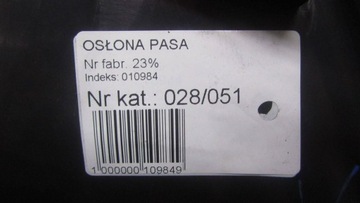 OSŁONA PASA
Nr fabr. 23%
Indeks: 010984
Nr kat.: 028/051
1 000000 109849